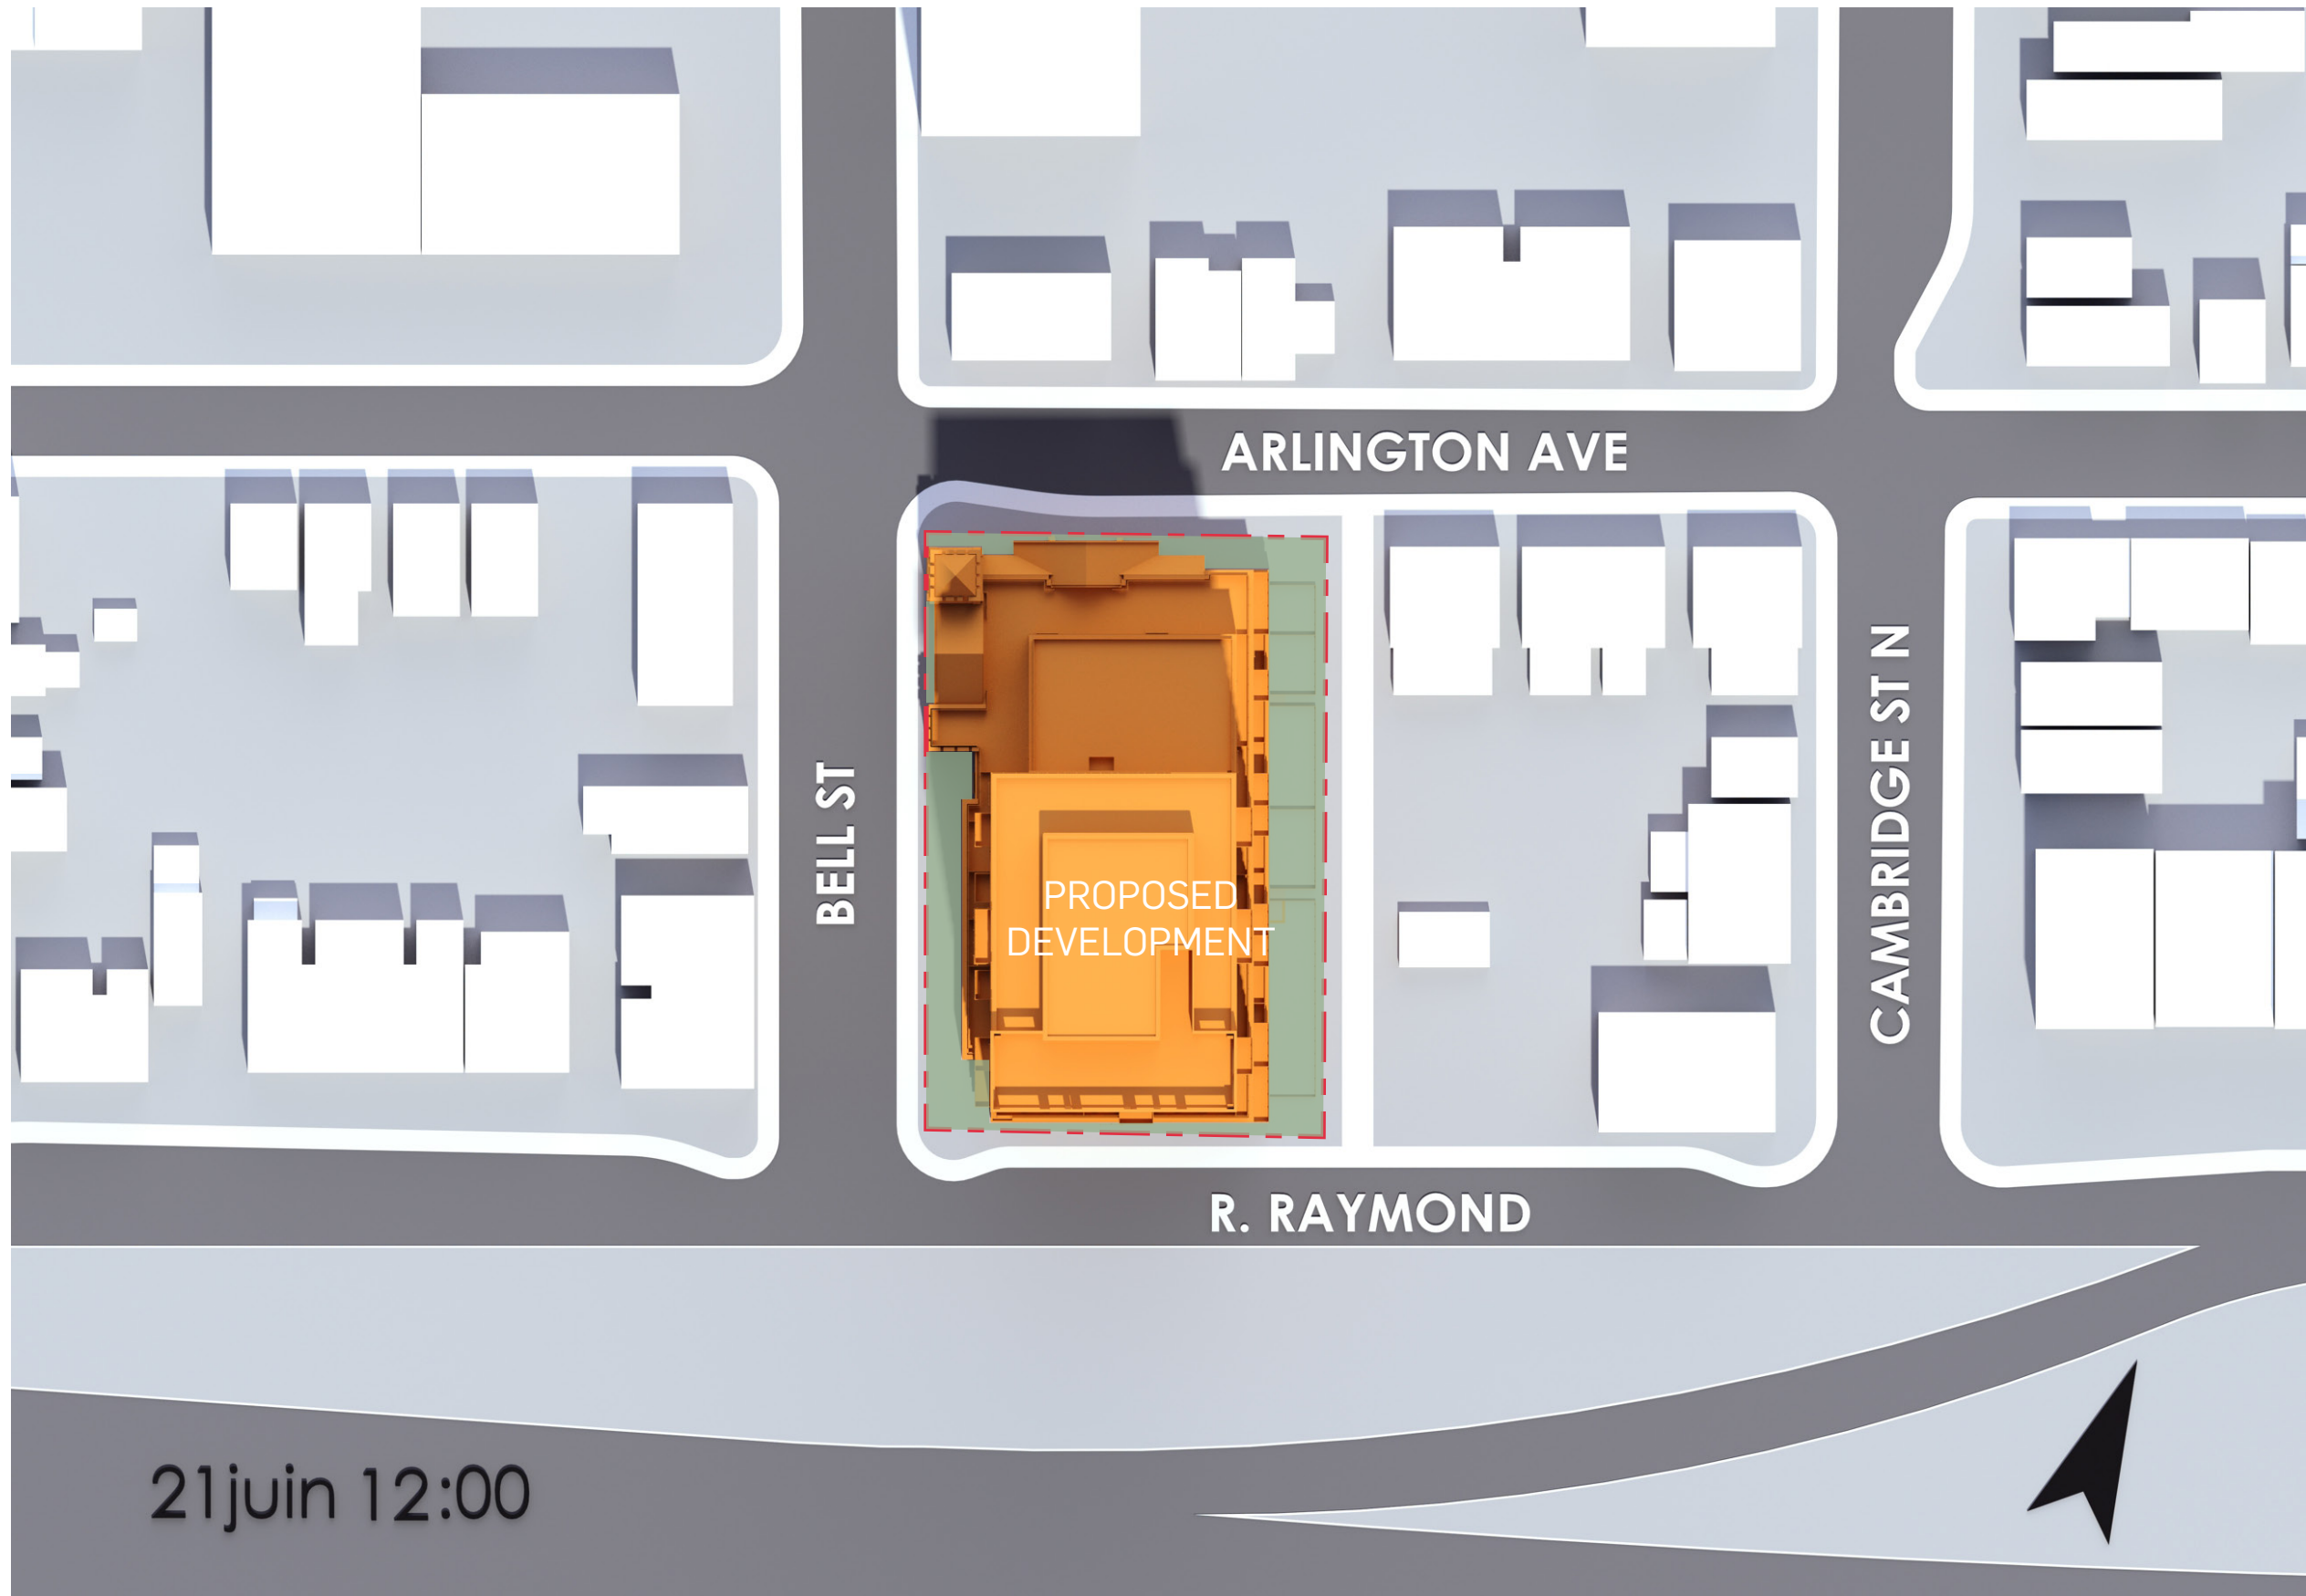 ARLINGTON AVE
BELL ST
CAMBRIDGE ST N
PROPOSED
DEVELOPMENT
R. RAYMOND
21juin 12:00